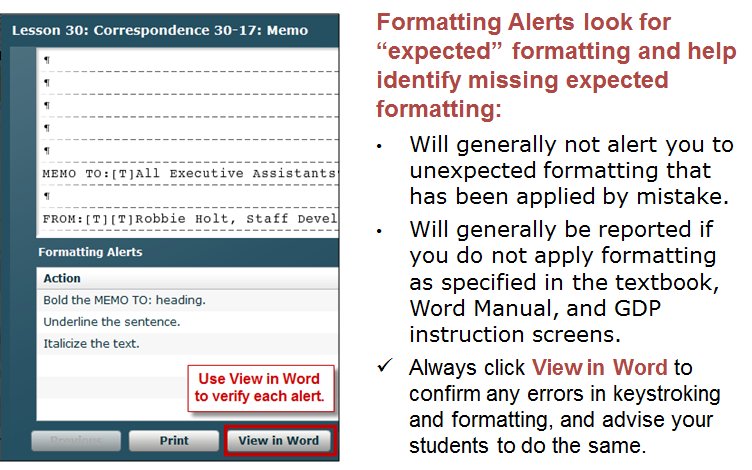 Lesson 30: Correspondence 30-17: Memo
¶
¶
¶
¶
¶
MEMO TO:[T]All Executive Assistants
¶
FROM:[T][T]Robbie Holt, Staff Devel
Formatting Alerts
Action
Bold the MEMO TO: heading.
Underline the sentence.
Italicize the text.
Use View in Word
to verify each alert.
Previous
Print
View in Word
Formatting Alerts look for
“expected” formatting and help
identify missing expected
formatting:
• Will generally not alert you to
unexpected formatting that
has been applied by mistake.
• Will generally be reported if
you do not apply formatting
as specified in the textbook,
Word Manual, and GDP
instruction screens.
✓ Always click View in Word to
confirm any errors in keystroking
and formatting, and advise your
students to do the same.